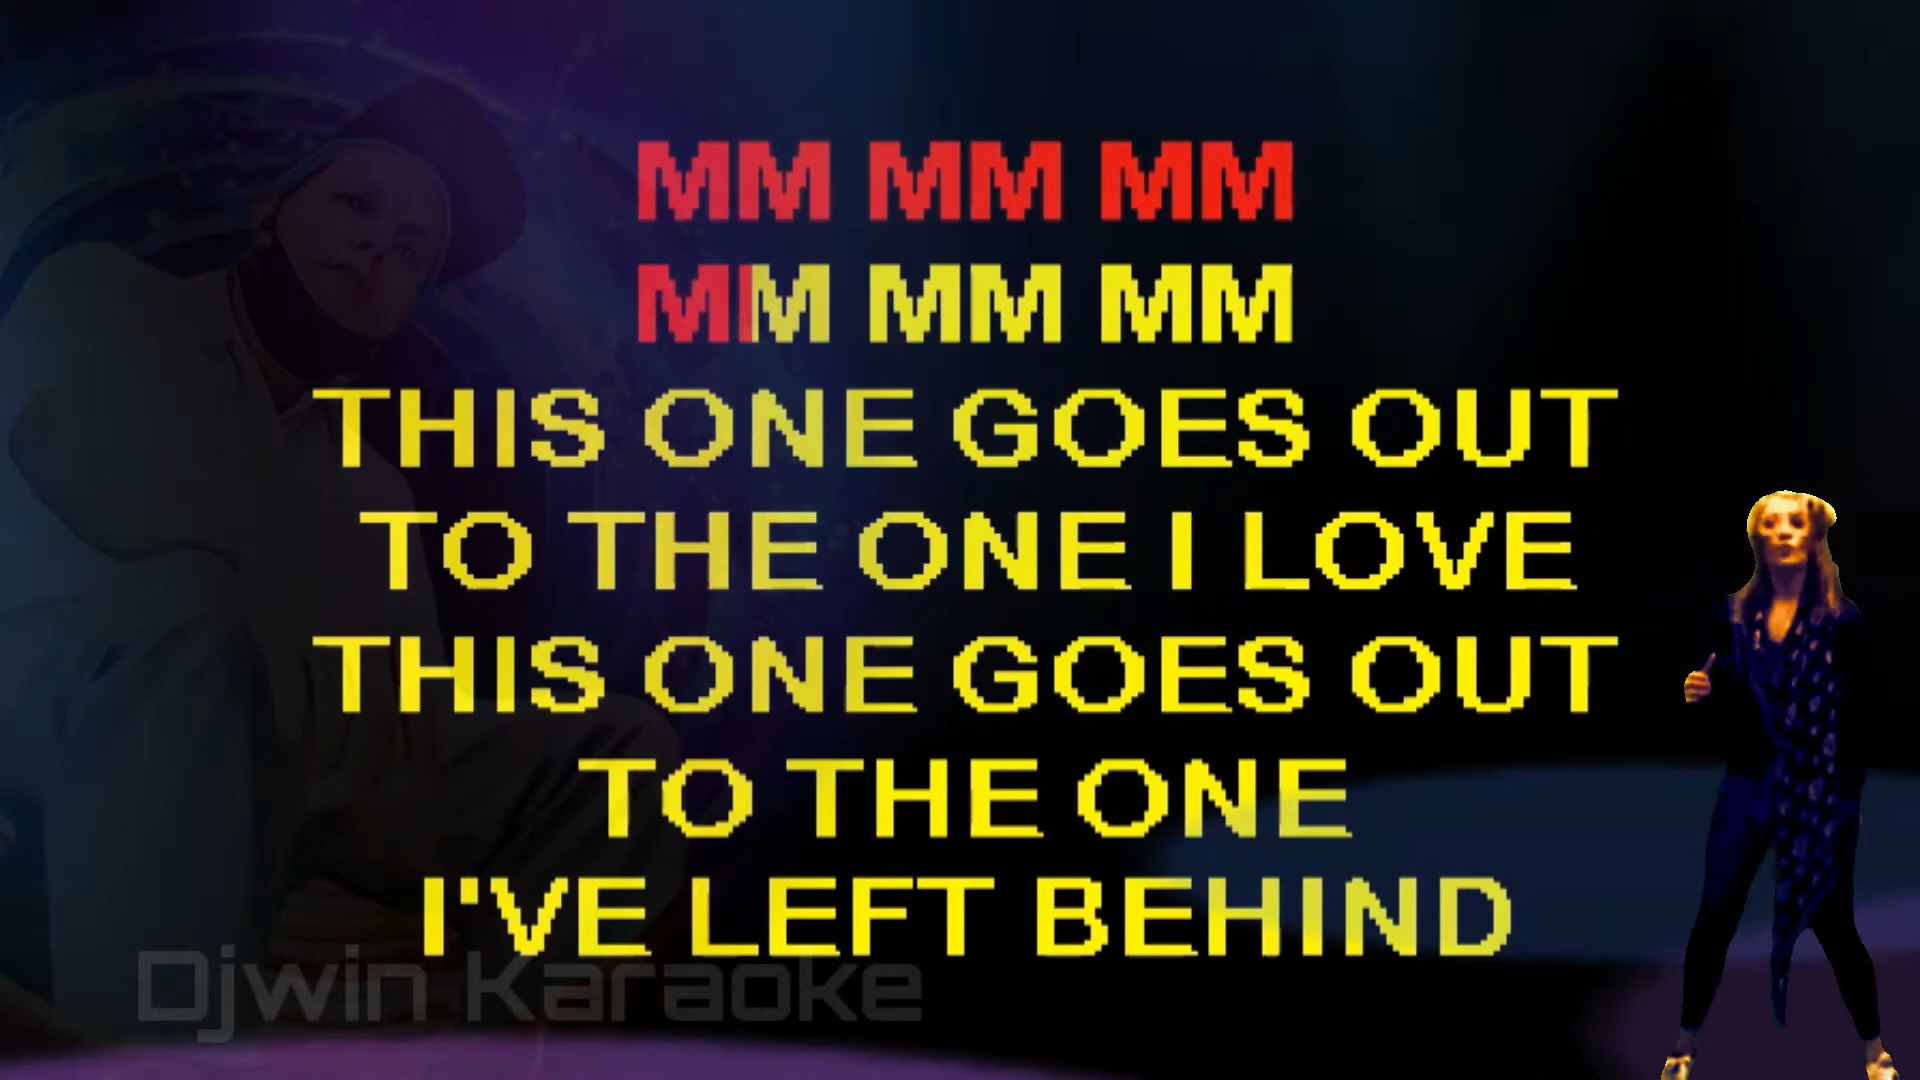 MM MM MM
MM MM MM
THIS ONE GOES OUT
TO THE ONE I LOVE
THIS ONE GOES OUT
TO THE ONE
I'VE LEFT BEHIND
Djwin Karaoke